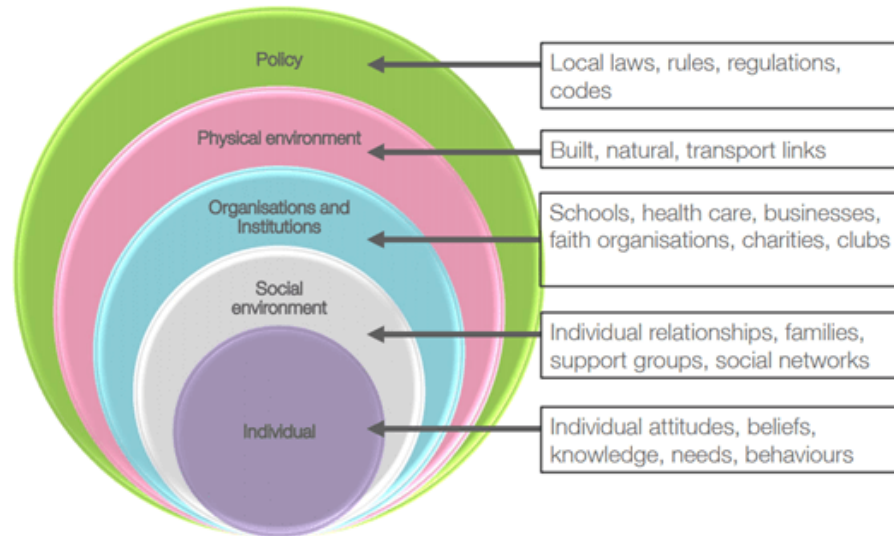 Policy
Local laws, rules, regulations,
codes
Physical environment
Built, natural, transport links
Organisations and
Institutions
Schools, health care, businesses,
faith organisations, charities, clubs
Social
environment
Individual relationships, families,
support groups, social networks
Individual
Individual attitudes, beliefs,
knowledge, needs, behaviours